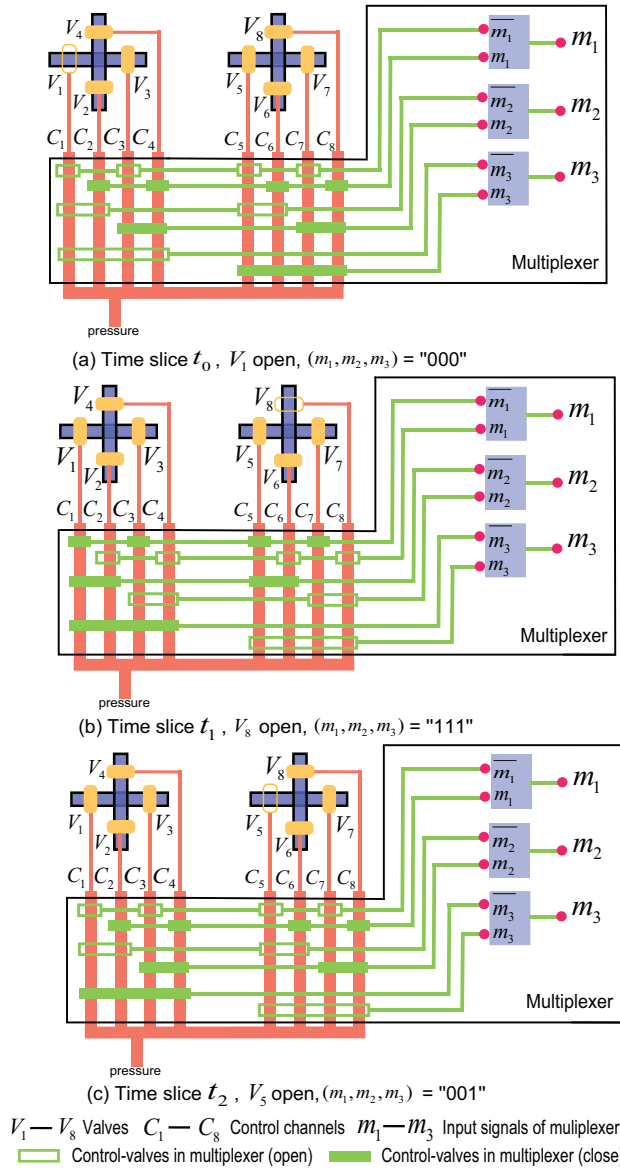 V4 V8
V1 V2 V3 V5 V6 V7
C1 C2 C3 C4 C5 C6 C7 C8
m̅1 m1 m1
m̅2 m2 m2
m̅3 m3 m3
Multiplexer
pressure
(a) Time slice t0 , V1 open, (m1, m2, m3) = "000"
V4 V8
V1 V2 V3 V5 V6 V7
C1 C2 C3 C4 C5 C6 C7 C8
m̅1 m1 m1
m̅2 m2 m2
m̅3 m3 m3
Multiplexer
pressure
(b) Time slice t1 , V8 open, (m1, m2, m3) = "111"
V4 V8
V1 V2 V3 V5 V6 V7
C1 C2 C3 C4 C5 C6 C7 C8
m̅1 m1 m1
m̅2 m2 m2
m̅3 m3 m3
Multiplexer
pressure
(c) Time slice t2 , V5 open, (m1, m2, m3) = "001"
V1 — V8 Valves C1 — C8 Control channels m1 — m3 Input signals of muliplexer
Control-valves in multiplexer (open) Control-valves in multiplexer (close)